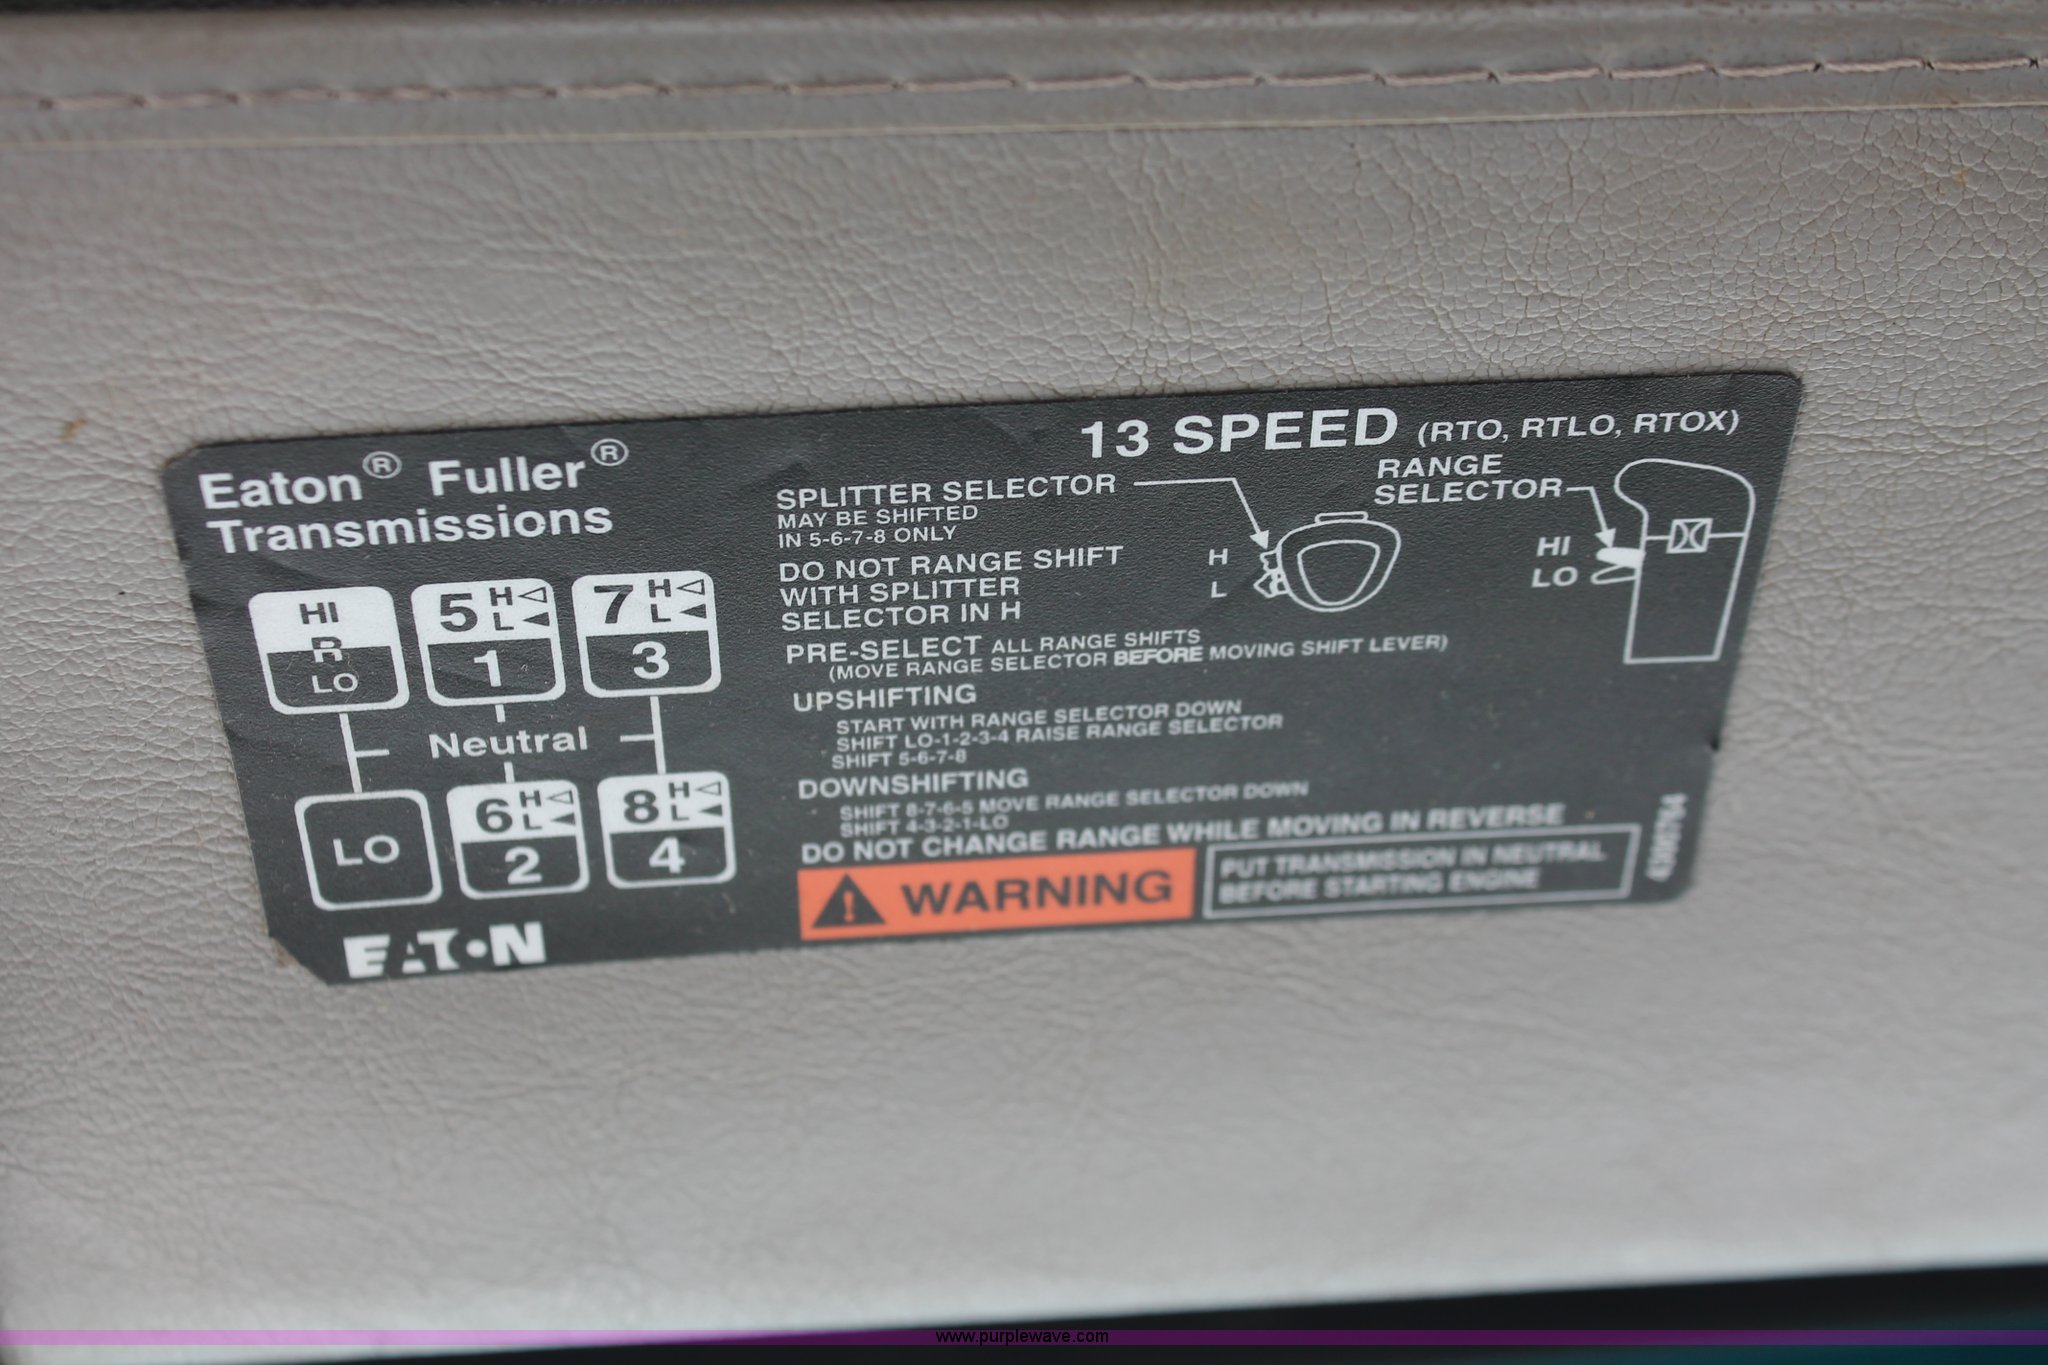 Eaton® Fuller®
Transmissions
13 SPEED (RTO, RTLO, RTOX)
HI
R
LO
5 H
L
1
7 H
L
3
Neutral
LO
6 H
L
2
8 H
L
4
EATON
SPLITTER SELECTOR
MAY BE SHIFTED
IN 5-6-7-8 ONLY
H
L
RANGE
SELECTOR
HI
LO
DO NOT RANGE SHIFT
WITH SPLITTER
SELECTOR IN H
PRE-SELECT ALL RANGE SHIFTS
(MOVE RANGE SELECTOR BEFORE MOVING SHIFT LEVER)
UPSHIFTING
START WITH RANGE SELECTOR DOWN
SHIFT LO-1-2-3-4 RAISE RANGE SELECTOR
SHIFT 5-6-7-8
DOWNSHIFTING
SHIFT 8-7-6-5 MOVE RANGE SELECTOR DOWN
SHIFT 4-3-2-1-LO
DO NOT CHANGE RANGE WHILE MOVING IN REVERSE
WARNING
PUT TRANSMISSION IN NEUTRAL
BEFORE STARTING ENGINE
www.purplewave.com